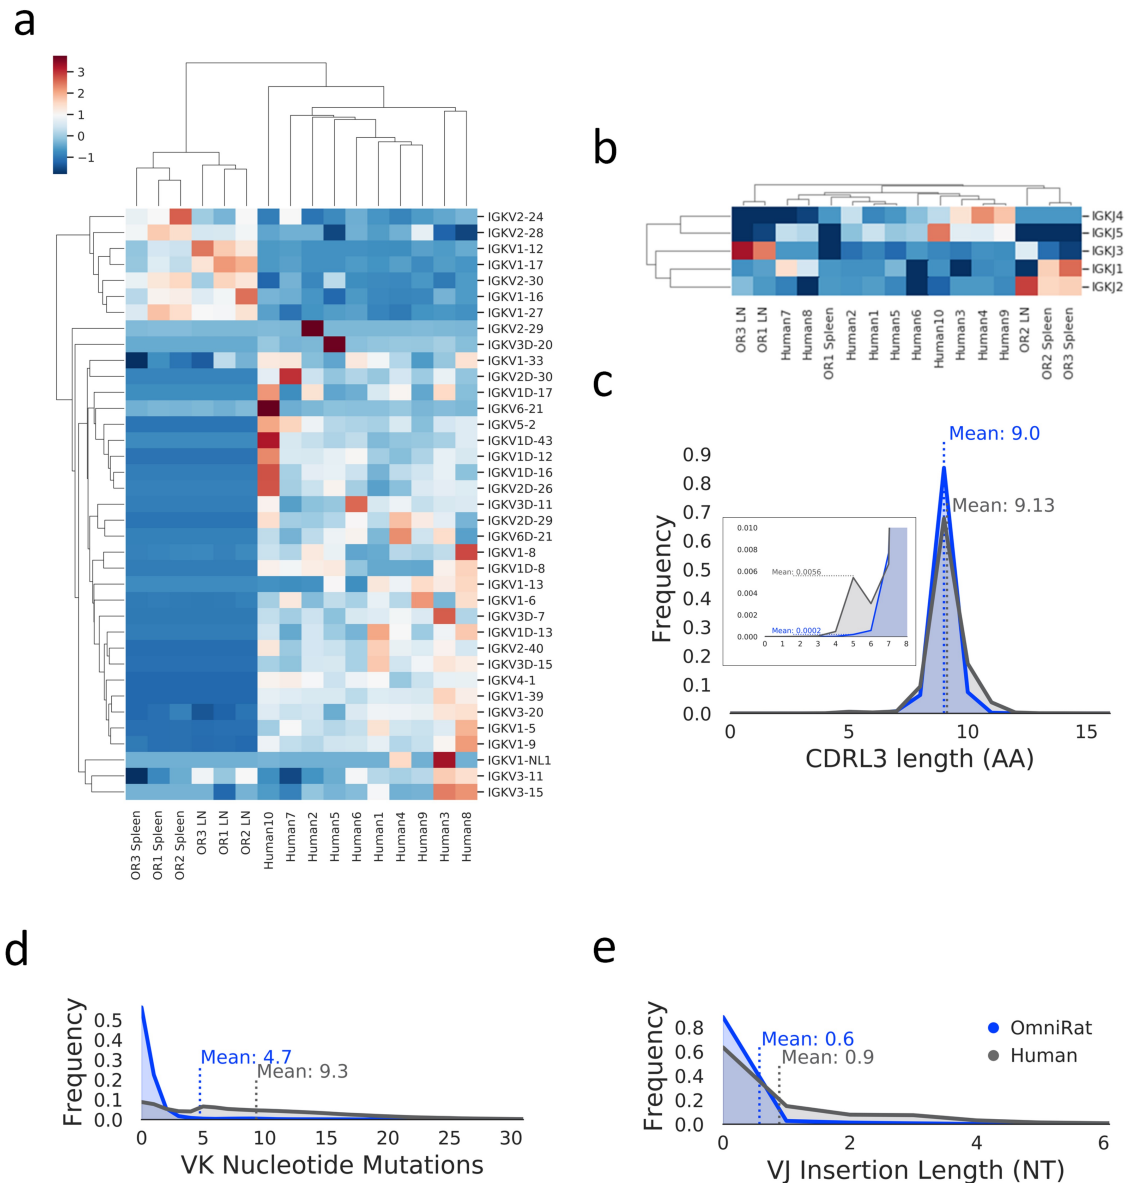 a
3
2
1
0
−1
IGKV2-24
IGKV2-28
IGKV1-12
IGKV1-17
IGKV2-30
IGKV1-16
IGKV1-27
IGKV2-29
IGKV3D-20
IGKV1-33
IGKV2D-30
IGKV1D-17
IGKV6-21
IGKV5-2
IGKV1D-43
IGKV1D-12
IGKV1D-16
IGKV2D-26
IGKV3D-11
IGKV2D-29
IGKV6D-21
IGKV1-8
IGKV1D-8
IGKV1-13
IGKV1-6
IGKV3D-7
IGKV1D-13
IGKV2-40
IGKV3D-15
IGKV4-1
IGKV1-39
IGKV3-20
IGKV1-5
IGKV1-9
IGKV1-NL1
IGKV3-11
IGKV3-15
OR3 Spleen
OR1 Spleen
OR2 Spleen
OR3 LN
OR1 LN
OR2 LN
Human10
Human7
Human2
Human5
Human6
Human1
Human4
Human9
Human3
Human8
b
IGKJ4
IGKJ5
IGKJ3
IGKJ1
IGKJ2
OR3 LN
OR1 LN
Human7
Human8
OR1 Spleen
Human2
Human1
Human5
Human6
Human10
Human3
Human4
Human9
OR2 LN
OR2 Spleen
OR3 Spleen
c
Mean: 9.0
Mean: 9.13
Frequency
0.9
0.8
0.7
0.6
0.5
0.4
0.3
0.2
0.1
0.0
0.010
0.008
0.006
0.004
0.002
0.000
Mean: 0.0056
Mean: 0.0002
0 1 2 3 4 5 6 7 8
0 5 10 15
CDRL3 length (AA)
d
Frequency
0.5
0.4
0.3
0.2
0.1
0.0
Mean: 4.7
Mean: 9.3
0 5 10 15 20 25 30
VK Nucleotide Mutations
e
Frequency
0.8
0.6
0.4
0.2
0.0
Mean: 0.6
Mean: 0.9
OmniRat
Human
0 2 4 6
VJ Insertion Length (NT)